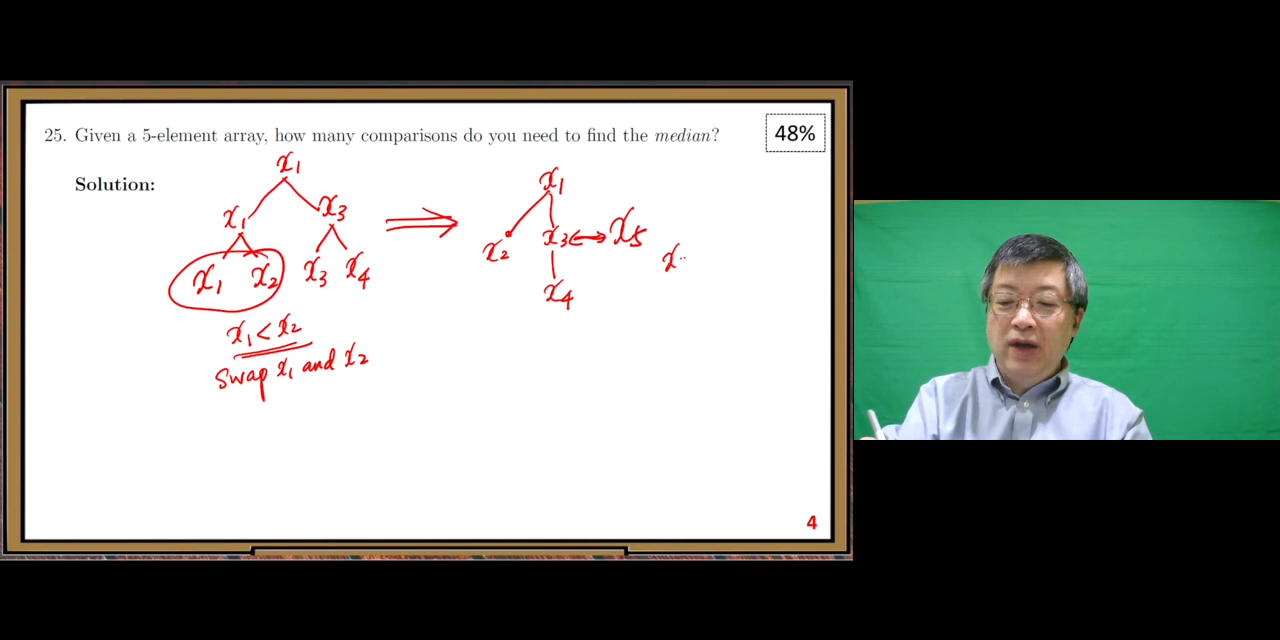 25. Given a 5-element array, how many comparisons do you need to find the median?
48%
Solution:
x1
x1 x3
x1 x2 x3 x4
x1 < x2
swap x1 and x2
x1
x2 x3 x5
x4
x
4